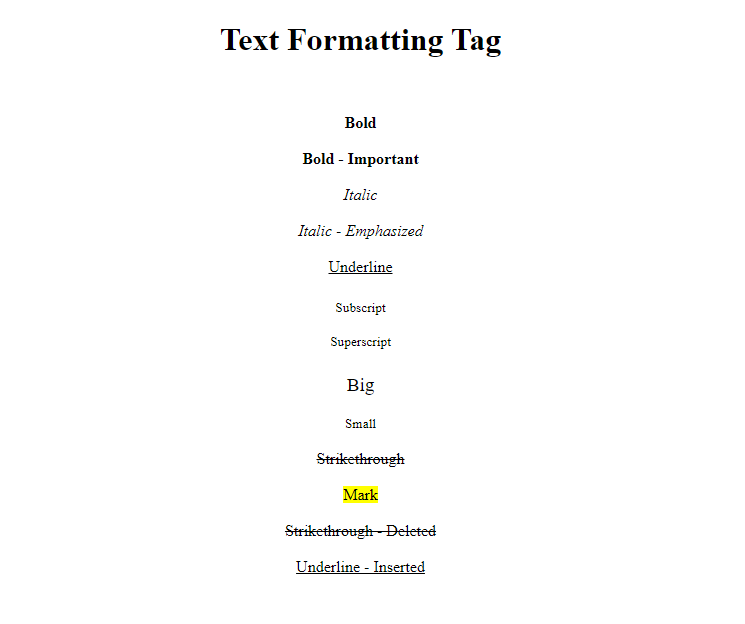 Text Formatting Tag
Bold
Bold - Important
Italic
Italic - Emphasized
Underline
Subscript
Superscript
Big
Small
Strikethrough
Mark
Strikethrough - Deleted
Underline - Inserted